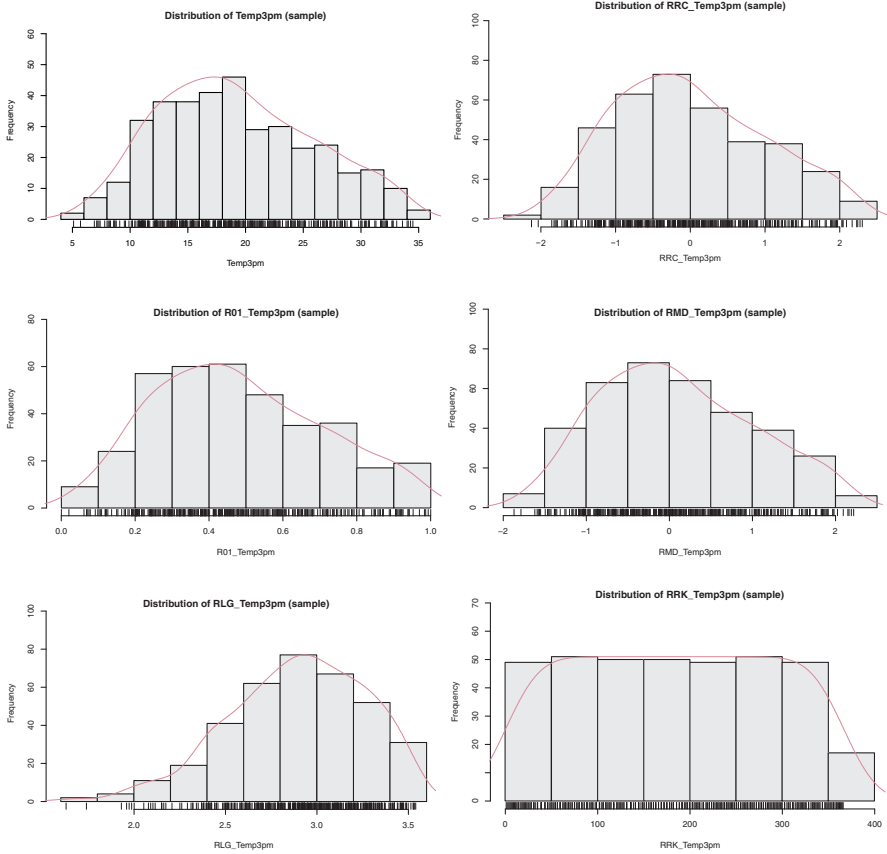 Distribution of Temp3pm (sample)
Frequency
0 10 20 30 40 50 60
5 10 15 20 25 30 35
Temp3pm
Distribution of RRC_Temp3pm (sample)
Frequency
0 20 40 60 80 100
−2 −1 0 1 2
RRC_Temp3pm
Distribution of R01_Temp3pm (sample)
Frequency
0 20 40 60 80
0.0 0.2 0.4 0.6 0.8 1.0
R01_Temp3pm
Distribution of RMD_Temp3pm (sample)
Frequency
0 20 40 60 80 100
−2 −1 0 1 2
RMD_Temp3pm
Distribution of RLG_Temp3pm (sample)
Frequency
0 20 40 60 80 100
2.0 2.5 3.0 3.5
RLG_Temp3pm
Distribution of RRK_Temp3pm (sample)
Frequency
0 20 30 40 50 60 70
0 100 200 300 400
RRK_Temp3pm